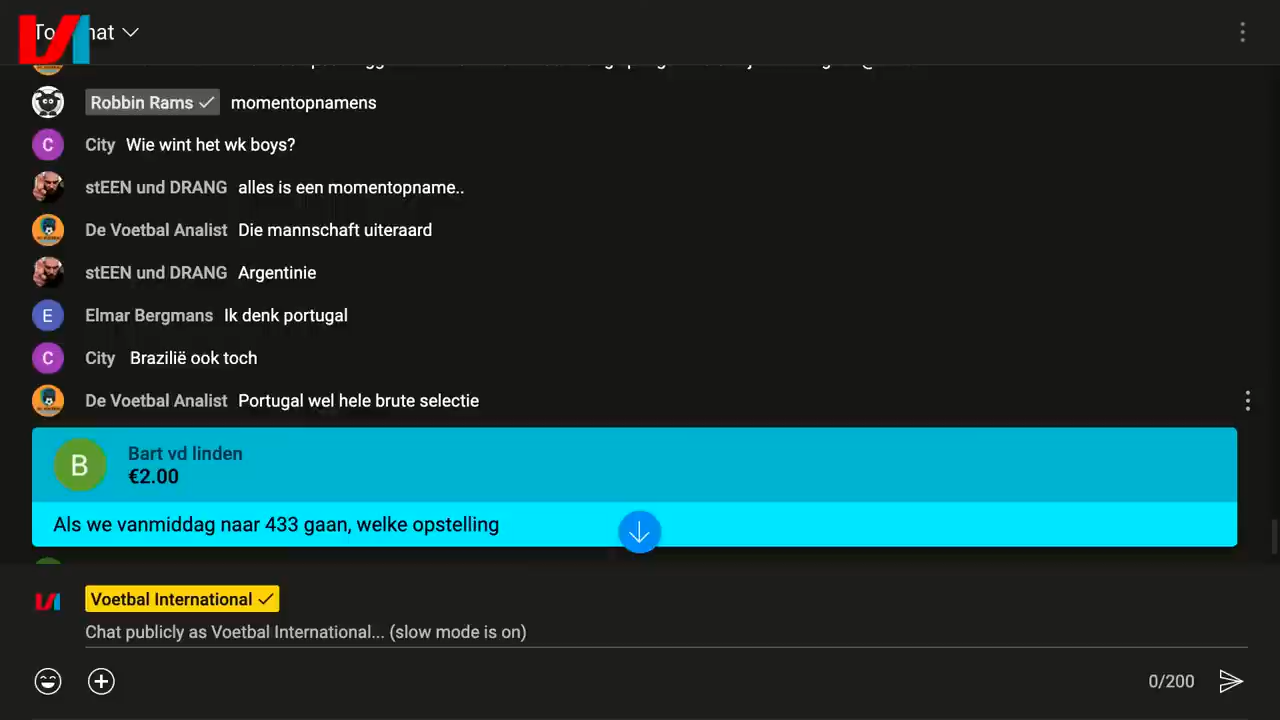 Robbin Rams momentopnamens
C City Wie wint het wk boys?
stEEN und DRANG alles is een momentopname..
De Voetbal Analist Die mannschaft uiteraard
stEEN und DRANG Argentinie
E Elmar Bergmans Ik denk portugal
C City Brazilië ook toch
De Voetbal Analist Portugal wel hele brute selectie
B Bart vd linden
€2.00
Als we vanmiddag naar 433 gaan, welke opstelling
VI Voetbal International
Chat publicly as Voetbal International... (slow mode is on)
0/200